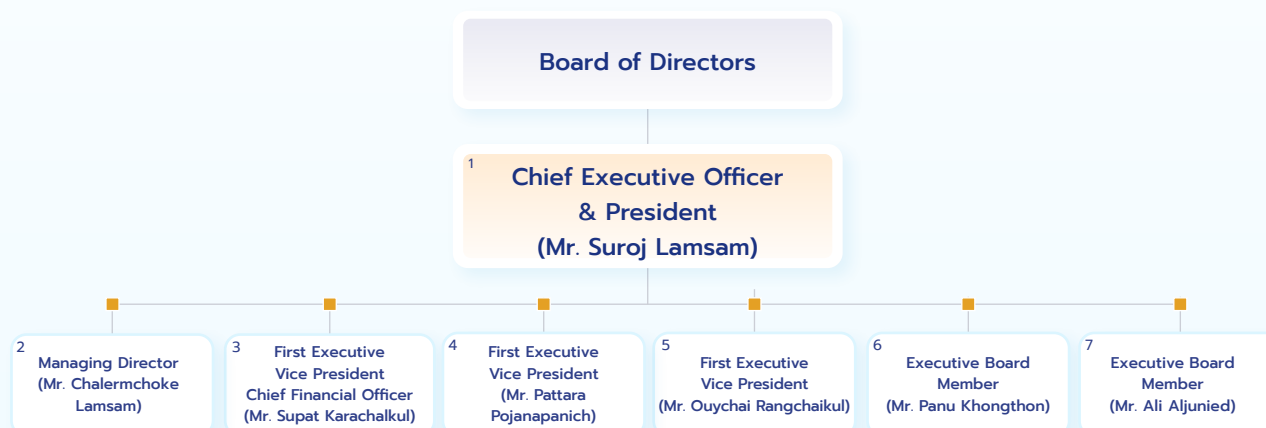 Board of Directors
1
Chief Executive Officer
& President
(Mr. Suroj Lamsam)
2
Managing Director
(Mr. Chalermchoke
Lamsam)
3
First Executive
Vice President
Chief Financial Officer
(Mr. Supat Karachalkul)
4
First Executive
Vice President
(Mr. Pattara
Pojanapanich)
5
First Executive
Vice President
(Mr. Ouychai Rangchaikul)
6
Executive Board
Member
(Mr. Panu Khongthon)
7
Executive Board
Member
(Mr. Ali Aljunied)